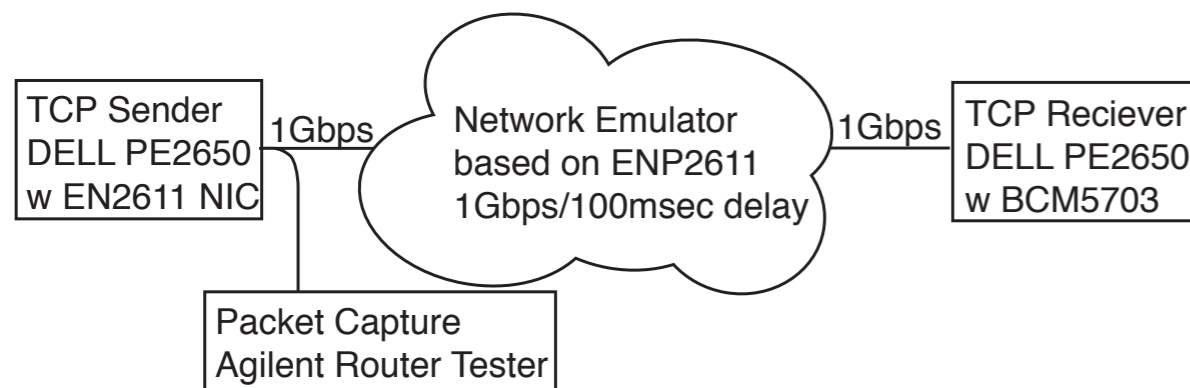 TCP Sender
DELL PE2650
w EN2611 NIC
1Gbps
Network Emulator
based on ENP2611
1Gbps/100msec delay
1Gbps
TCP Reciever
DELL PE2650
w BCM5703
Packet Capture
Agilent Router Tester